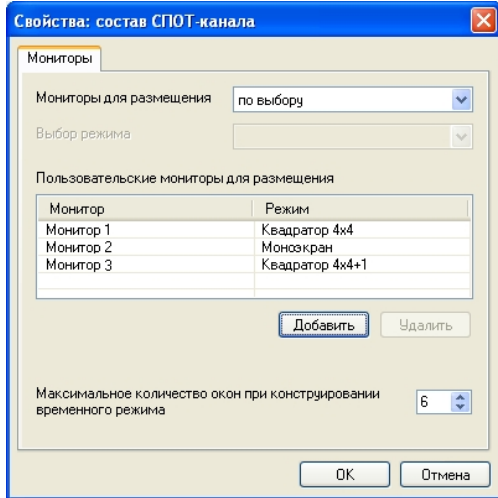 Свойства: состав СПОТ-канала
Мониторы
Мониторы для размещения по выбору
Выбор режима
Пользовательские мониторы для размещения
Монитор Режим
Монитор 1 Квадратор 4x4
Монитор 2 Моноэкран
Монитор 3 Квадратор 4x4+1
Добавить Удалить
Максимальное количество окон при конструировании
временного режима 6
OK Отмена